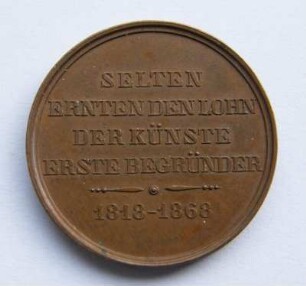 SELTEN
ERNTEN DEN LOHN
DER KÜNSTE
ERSTE BEGRÜNDER
1818-1868